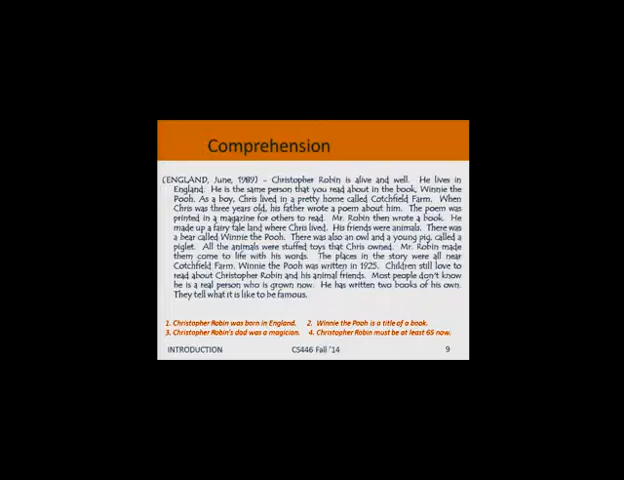 Comprehension
(ENGLAND, June, 1989) - Christopher Robin is alive and well. He lives in
England. He is the same person that you read about in the book, Winnie the
Pooh. As a boy, Chris lived in a pretty home called Cotchfield Farm. When
Chris was three years old, his father wrote a poem about him. The poem was
printed in a magazine for others to read. Mr. Robin then wrote a book. He
made up a fairy tale land where Chris lived. His friends were animals. There was
a bear called Winnie the Pooh. There was also an owl and a young pig, called a
piglet. All the animals were stuffed toys that Chris owned. Mr. Robin made
them come to life with his words. The places in the story were all near
Cotchfield Farm. Winnie the Pooh was written in 1925. Children still love to
read about Christopher Robin and his animal friends. Most people don't know
he is a real person who is grown now. He has written two books of his own.
They tell what it is like to be famous.
1. Christopher Robin was born in England. 2. Winnie the Pooh is a title of a book.
3. Christopher Robin's dad was a magician. 4. Christopher Robin must be at least 65 now.
INTRODUCTION CS446 Fall '14 9